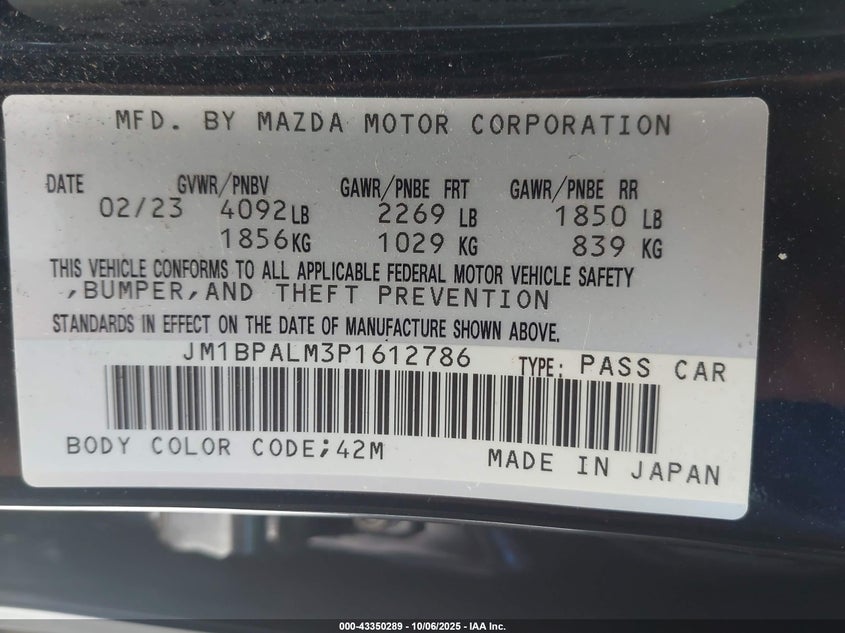 MFD. BY MAZDA MOTOR CORPORATION
DATE GVWR/PNBV GAWR/PNBE FRT GAWR/PNBE RR
02/23 4092LB 2269 LB 1850 LB
1856KG 1029 KG 839 KG
THIS VEHICLE CONFORMS TO ALL APPLICABLE FEDERAL MOTOR VEHICLE SAFETY
,BUMPER,AND THEFT PREVENTION
STANDARDS IN EFFECT ON THE DATE OF MANUFACTURE SHOWN ABOVE.
JM1BPALM3P1612786 TYPE: PASS CAR
BODY COLOR CODE;42M MADE IN JAPAN
000-43350289 - 10/06/2025 - IAA Inc.